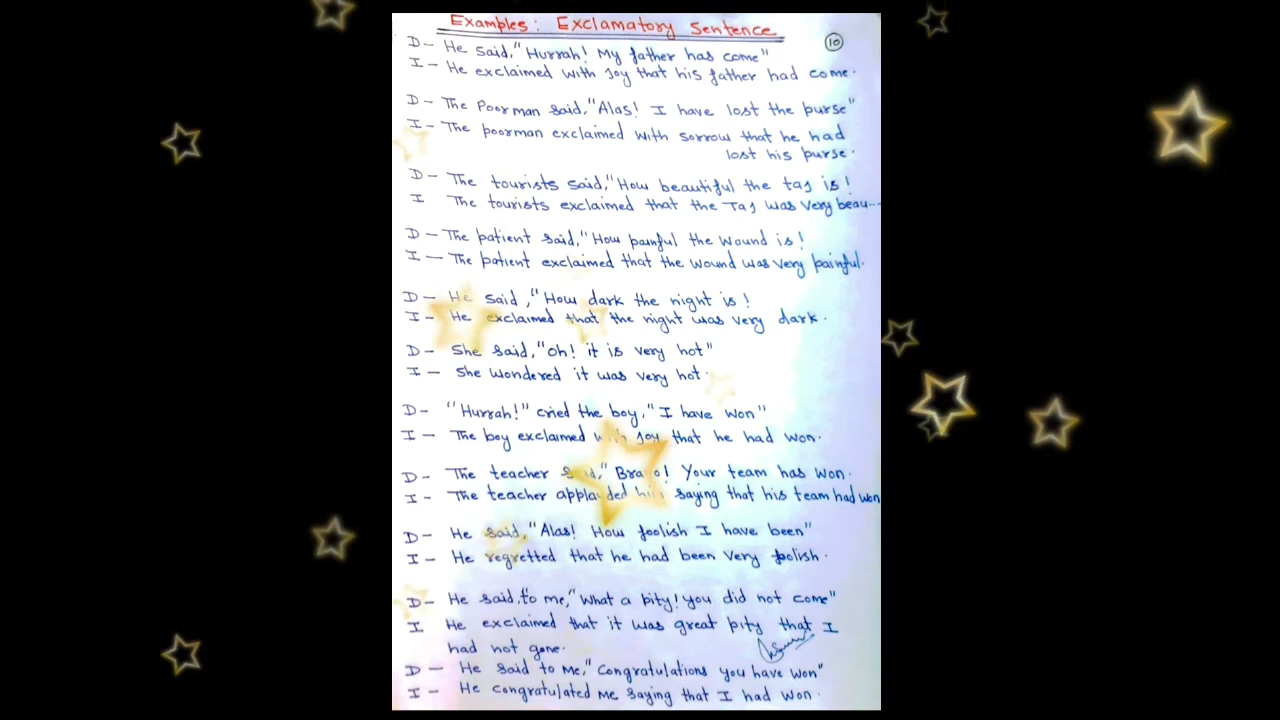 Examples: Exclamatory Sentence
10
D- He said, "Hurrah! My father has come"
I- He exclaimed with joy that his father had come.
D- The Poorman said, "Alas! I have lost the purse"
I- The poorman exclaimed with sorrow that he had
lost his purse.
D- The tourists said, "How beautiful the taj is!
I The tourists exclaimed that the Taj was very beau...
D- The patient said, "How painful the wound is!
I- The patient exclaimed that the wound was very painful.
D- He said, "How dark the night is!
I- He exclaimed that the night was very dark.
D- She said, "Oh! it is very hot"
I- She wondered it was very hot.
D- "Hurrah!" cried the boy, "I have won"
I- The boy exclaimed with joy that he had won.
D- The teacher said, "Bravo! Your team has won.
I- The teacher applauded him saying that his team had won
D- He said, "Alas! How foolish I have been"
I- He regretted that he had been very foolish.
D- He said to me, "What a pity! you did not come"
I He exclaimed that it was great pity that I
had not gone.
D- He said to me, "Congratulations you have won"
I- He congratulated me saying that I had won.